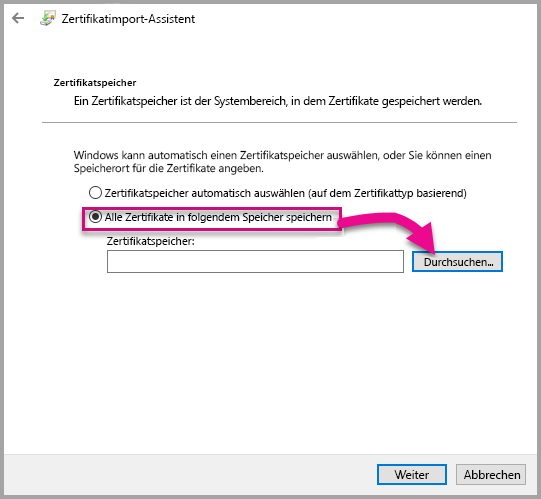 Zertifikatimport-Assistent
Zertifikatspeicher
Ein Zertifikatspeicher ist der Systembereich, in dem Zertifikate gespeichert werden.
Windows kann automatisch einen Zertifikatspeicher auswählen, oder Sie können einen
Speicherort für die Zertifikate angeben.
Zertifikatspeicher automatisch auswählen (auf dem Zertifikattyp basierend)
Alle Zertifikate in folgendem Speicher speichern
Zertifikatspeicher:
Durchsuchen...
Weiter Abbrechen